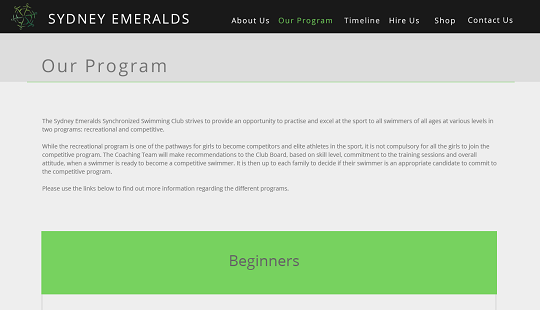 SYDNEY EMERALDS
About Us Our Program Timeline Hire Us Shop Contact Us
Our Program
The Sydney Emeralds Synchronized Swimming Club strives to provide an opportunity to practise and excel at the sport to all swimmers of all ages at various levels in
two programs: recreational and competitive.
While the recreational program is one of the pathways for girls to become competitors and elite athletes in the sport, it is not compulsory for all the girls to join the
competitive program. The Coaching Team will make recommendations to the Club Board, based on skill level, commitment to the training sessions and overall
attitude, when a swimmer is ready to become a competitive swimmer. It is then up to each family to decide if their swimmer is an appropriate candidate to commit to
the competitive program.
Please use the links below to find out more information regarding the different programs.
Beginners